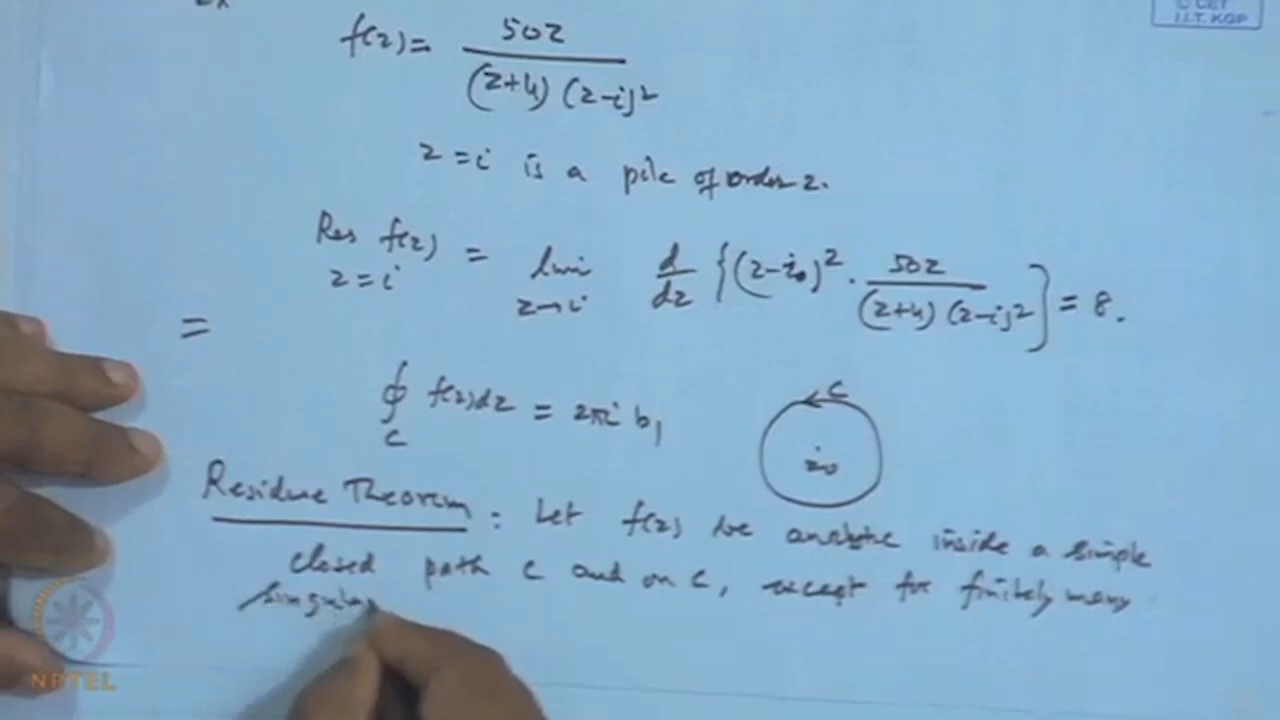 Ex
© CET
I.I.T. KGP
f(z) = 50z / (z+4) (z-i)²
z = i is a pole of order 2.
Res f(z) = lim d/dz {(z-i)² · 50z / (z+4) (z-i)²} = 8.
z = i z→i
=
∮ f(z)dz = 2πi b₁
C
C
z₀
Residue Theorem : Let f(z) be analytic inside a simple
closed path C and on C, except for finitely many
singular
NPTEL